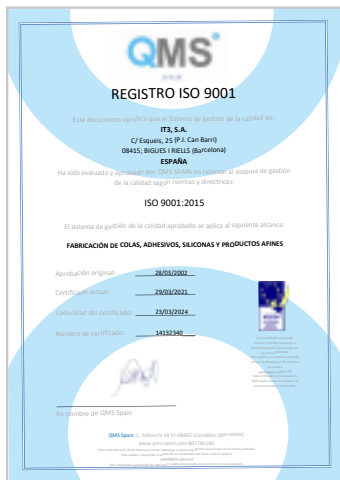 QMS
REGISTRO ISO 9001
Este documento certifica que el Sistema de gestión de la calidad de:
IT3, S.A.
C/ Esqueis, 25 (P.I. Can Barri)
08415; BIGUES I RIELLS (Barcelona)
ESPAÑA
Ha sido evaluado y aprobado por QMS SPAIN en relación al sistema de gestión
de la calidad según normas y directrices:
ISO 9001:2015
El sistema de gestión de la calidad aprobado se aplica al siguiente alcance:
FABRICACIÓN DE COLAS, ADHESIVOS, SILICONAS Y PRODUCTOS AFINES
Aprobación original: 28/03/2002
Certificado actual: 29/03/2021
Caducidad del certificado: 23/03/2024
Número de certificado: 14132340
En nombre de QMS Spain
QMS Spain